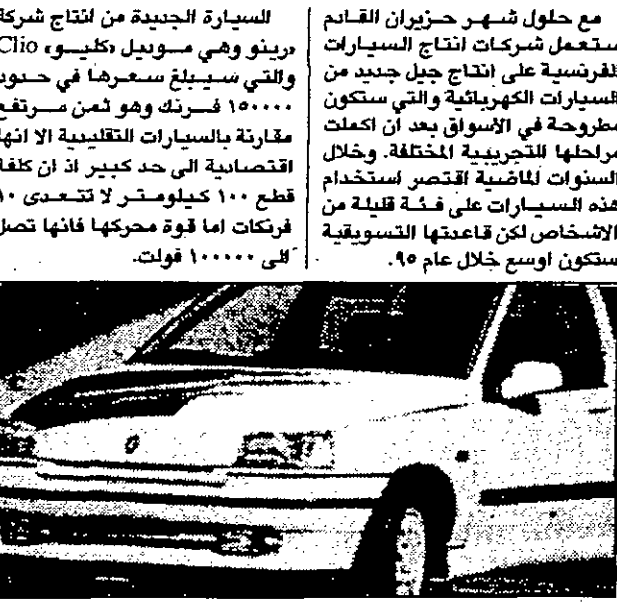 مع حلول شهر حزيران القادم
ستعمل شركات انتاج السيارات
الفرنسية على انتاج جيل جديد من
السيارات الكهربائية والتي ستكون
مطروحة في الأسواق بعد ان اكملت
مراحلها التجريبية المختلفة. وخلال
السنوات الماضية اقتصر استخدام
هذه السيارات على فئة قليلة من
الاشخاص لكن قاعدتها التسويقية
ستكون اوسع خلال عام ٩٥.
السيارة الجديدة من انتاج شركة
«رينو وهي موديل «كليو» Clio
والتي سيبلغ سعرها في حدود
١٥٠٠٠٠ فرنك وهو ثمن مرتفع
مقارنة بالسيارات التقليدية الا انها
اقتصادية الى حد كبير اذ ان كلفة
قطع ١٠٠ كيلومتر لا تتعدى ١٠
فرنكات اما قوة محركها فانها تصل
الى ١٠٠٠٠٠ ڤولت.